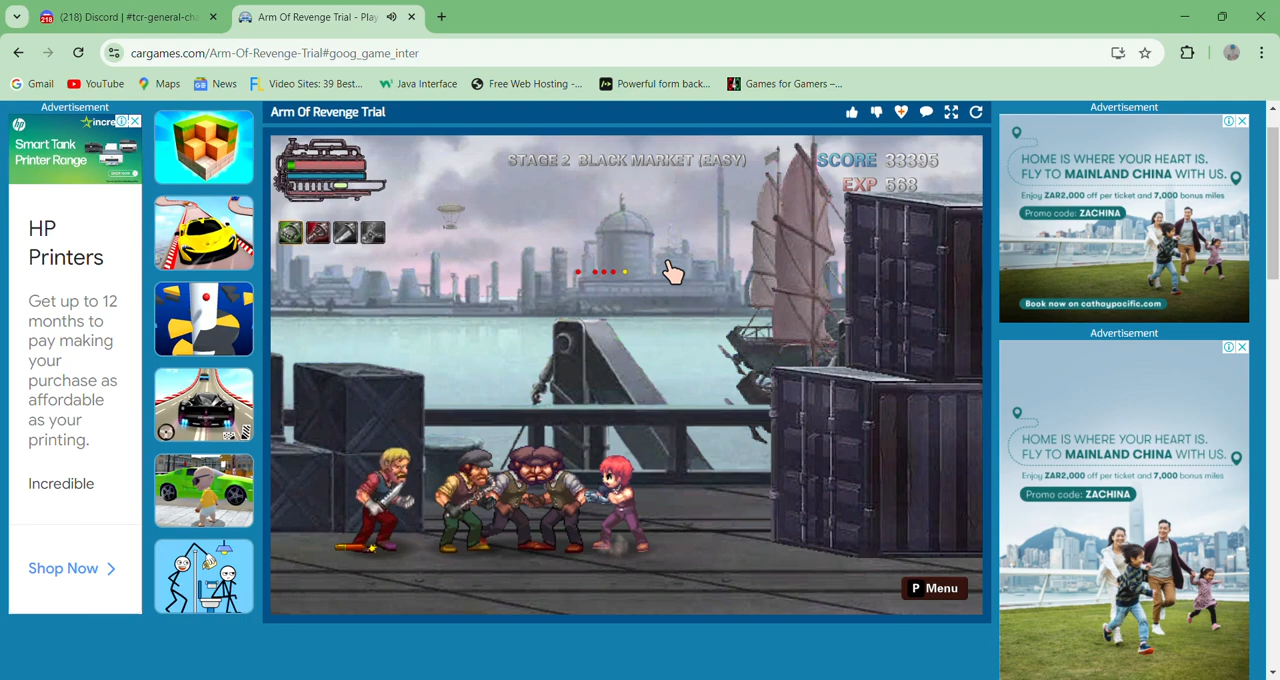 (218) Discord | #tcr-general-cha
Arm Of Revenge Trial - Play
cargames.com/Arm-Of-Revenge-Trial#goog_game_inter
Gmail
YouTube
Maps
News
Video Sites: 39 Best...
Java Interface
Free Web Hosting -...
Powerful form back...
Games for Gamers –...
Advertisement
hp
incre
Smart Tank
Printer Range
SHOP NOW
HP
Printers
Get up to 12
months to
pay making
your
purchase as
affordable
as your
printing.
Incredible
Shop Now
Arm Of Revenge Trial
STAGE 2 BLACK MARKET (EASY)
SCORE 33395
EXP 568
P Menu
Advertisement
HOME IS WHERE YOUR HEART IS.
FLY TO MAINLAND CHINA WITH US.
Enjoy ZAR2,000 off per ticket and 7,000 bonus miles
Promo code: ZACHINA
Book now on cathaypacific.com
Advertisement
HOME IS WHERE YOUR HEART IS.
FLY TO MAINLAND CHINA WITH US.
Enjoy ZAR2,000 off per ticket and 7,000 bonus miles
Promo code: ZACHINA